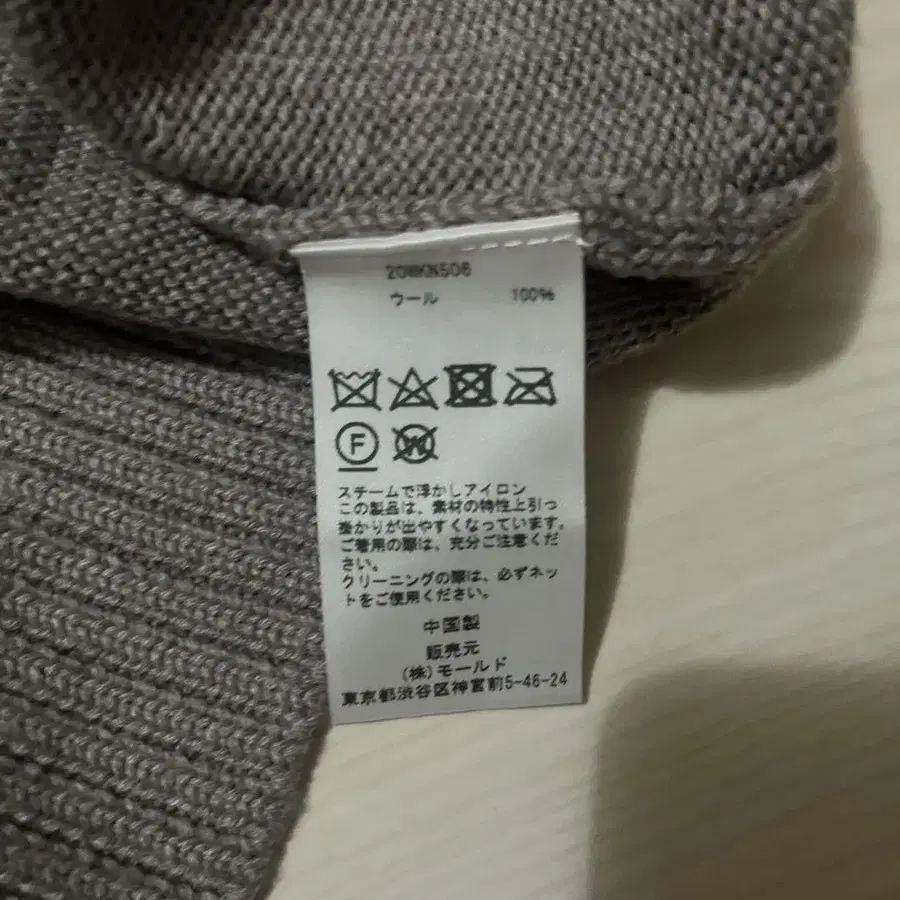 20WKN506
ウール 100%
F
W
スチームで浮かしアイロン
この製品は、素材の特性上引っ
掛かりが出やすくなっています。
ご着用の際は、充分ご注意くだ
さい。
クリーニングの際は、必ずネッ
トをご使用ください。
中国製
販売元
(株)モールド
東京都渋谷区神宮前5-46-24